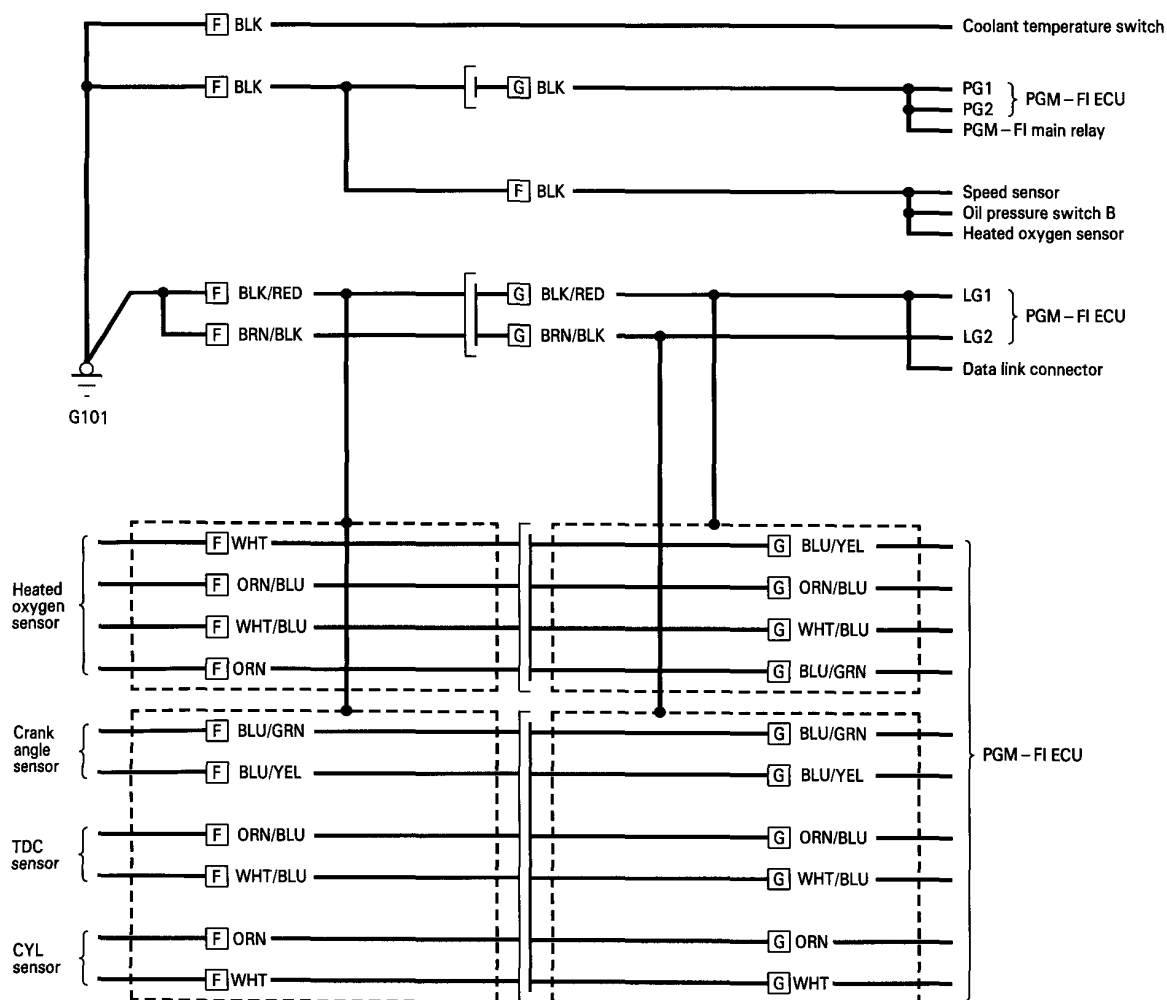 F BLK Coolant temperature switch
F BLK G BLK PG1
PG2
PGM–FI ECU
PGM–FI main relay
F BLK Speed sensor
Oil pressure switch B
Heated oxygen sensor
F BLK/RED G BLK/RED LG1
F BRN/BLK G BRN/BLK LG2
PGM–FI ECU
Data link connector
G101
Heated
oxygen
sensor
F WHT G BLU/YEL
F ORN/BLU G ORN/BLU
F WHT/BLU G WHT/BLU
F ORN G BLU/GRN
Crank
angle
sensor
F BLU/GRN G BLU/GRN
F BLU/YEL G BLU/YEL
PGM–FI ECU
TDC
sensor
F ORN/BLU G ORN/BLU
F WHT/BLU G WHT/BLU
CYL
sensor
F ORN G ORN
F WHT G WHT